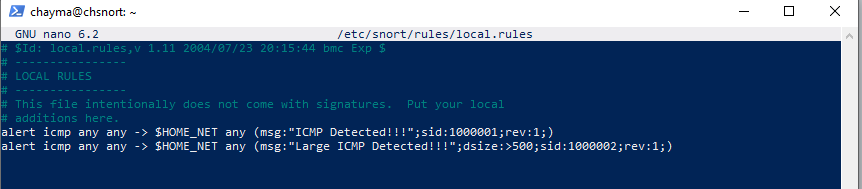 chayma@chsnort: ~
GNU nano 6.2 /etc/snort/rules/local.rules
# $Id: local.rules,v 1.11 2004/07/23 20:15:44 bmc Exp $
# ----------------
# LOCAL RULES
# ----------------
# This file intentionally does not come with signatures.  Put your local
# additions here.
alert icmp any any -> $HOME_NET any (msg:"ICMP Detected!!!";sid:1000001;rev:1;)
alert icmp any any -> $HOME_NET any (msg:"Large ICMP Detected!!!";dsize:>500;sid:1000002;rev:1;)